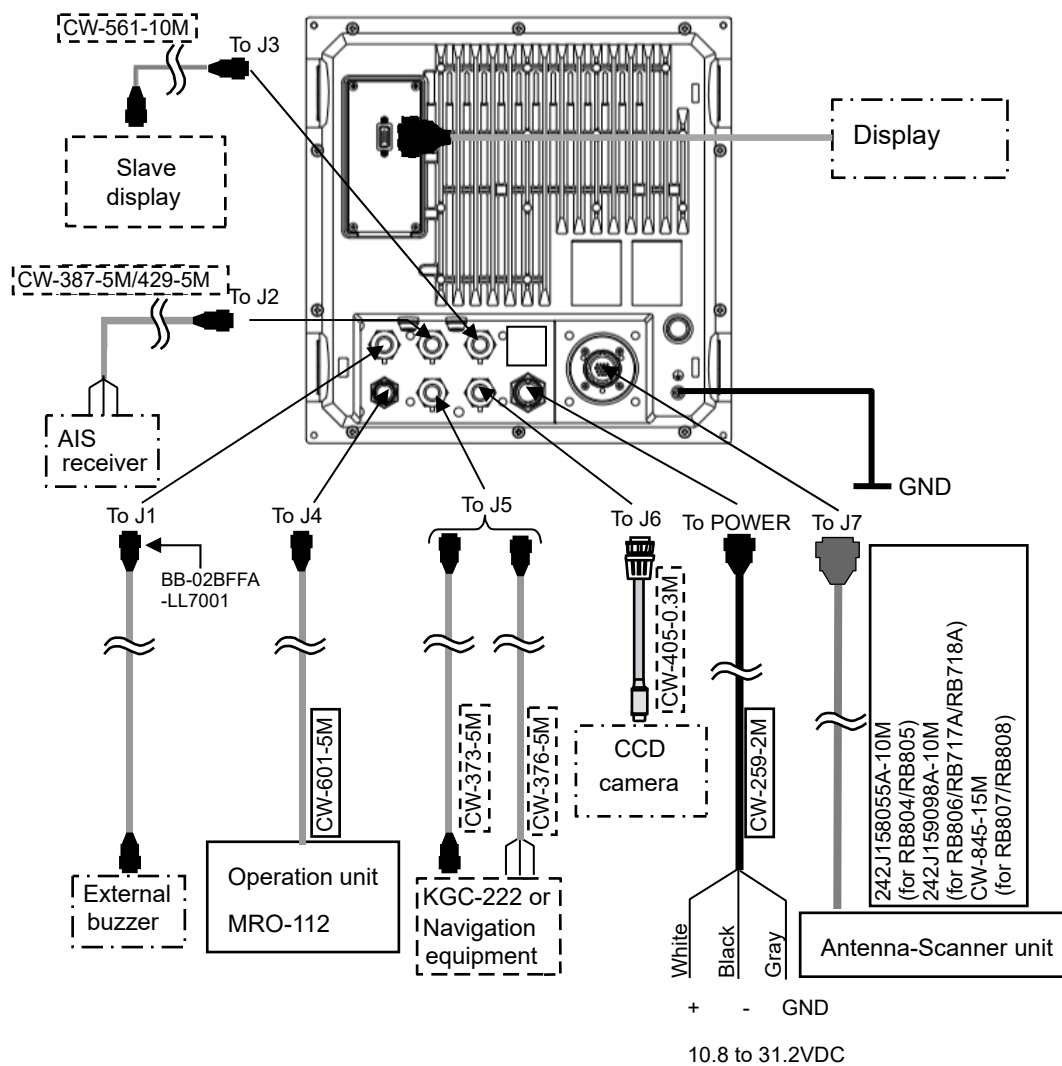 CW-561-10M
To J3
Slave
display
Display
CW-387-5M/429-5M
To J2
AIS
receiver
GND
To J1
To J4
To J5
To J6
To POWER
To J7
BB-02BFFA
-LL7001
CW-601-5M
CW-373-5M
CW-376-5M
CW-405-0.3M
CW-259-2M
242J158055A-10M
(for RB804/RB805)
242J159098A-10M
(for RB806/RB717A/RB718A)
CW-845-15M
(for RB807/RB808)
External
buzzer
Operation unit
MRO-112
KGC-222 or
Navigation
equipment
CCD
camera
White
Black
Gray
Antenna-Scanner unit
+ - GND
10.8 to 31.2VDC